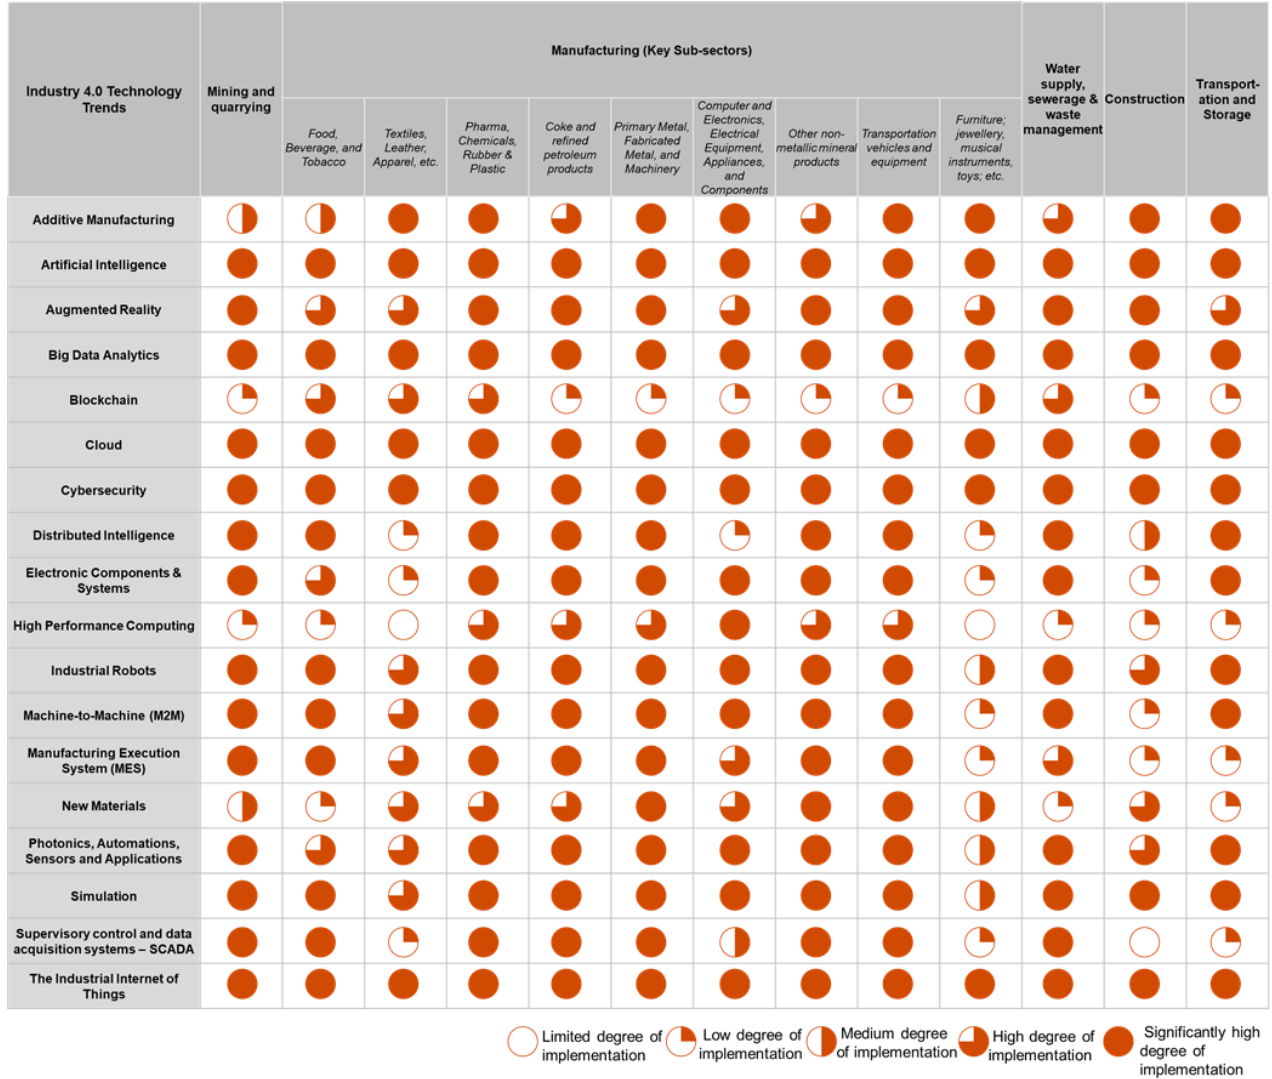 Industry 4.0 Technology
Trends
Mining and
quarrying
Manufacturing (Key Sub-sectors)
Food,
Beverage, and
Tobacco
Textiles,
Leather,
Apparel, etc.
Pharma,
Chemicals,
Rubber &
Plastic
Coke and
refined
petroleum
products
Primary Metal,
Fabricated
Metal, and
Machinery
Computer and
Electronics,
Electrical
Equipment,
Appliances,
and
Components
Other non-
metallic mineral
products
Transportation
vehicles and
equipment
Furniture;
jewellery,
musical
instruments,
toys; etc.
Water
supply,
sewerage &
waste
management
Construction
Transport-
ation and
Storage
Additive Manufacturing
Artificial Intelligence
Augmented Reality
Big Data Analytics
Blockchain
Cloud
Cybersecurity
Distributed Intelligence
Electronic Components &
Systems
High Performance Computing
Industrial Robots
Machine-to-Machine (M2M)
Manufacturing Execution
System (MES)
New Materials
Photonics, Automations,
Sensors and Applications
Simulation
Supervisory control and data
acquisition systems – SCADA
The Industrial Internet of
Things
Limited degree of
implementation
Low degree of
implementation
Medium degree
of implementation
High degree of
implementation
Significantly high
degree of
implementation